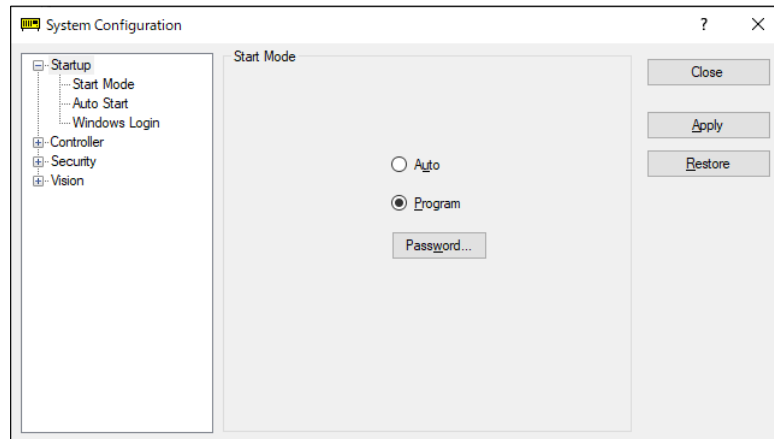 System Configuration
?
Startup
Start Mode
Auto Start
Windows Login
Controller
Security
Vision
Start Mode
Auto
Program
Password...
Close
Apply
Restore